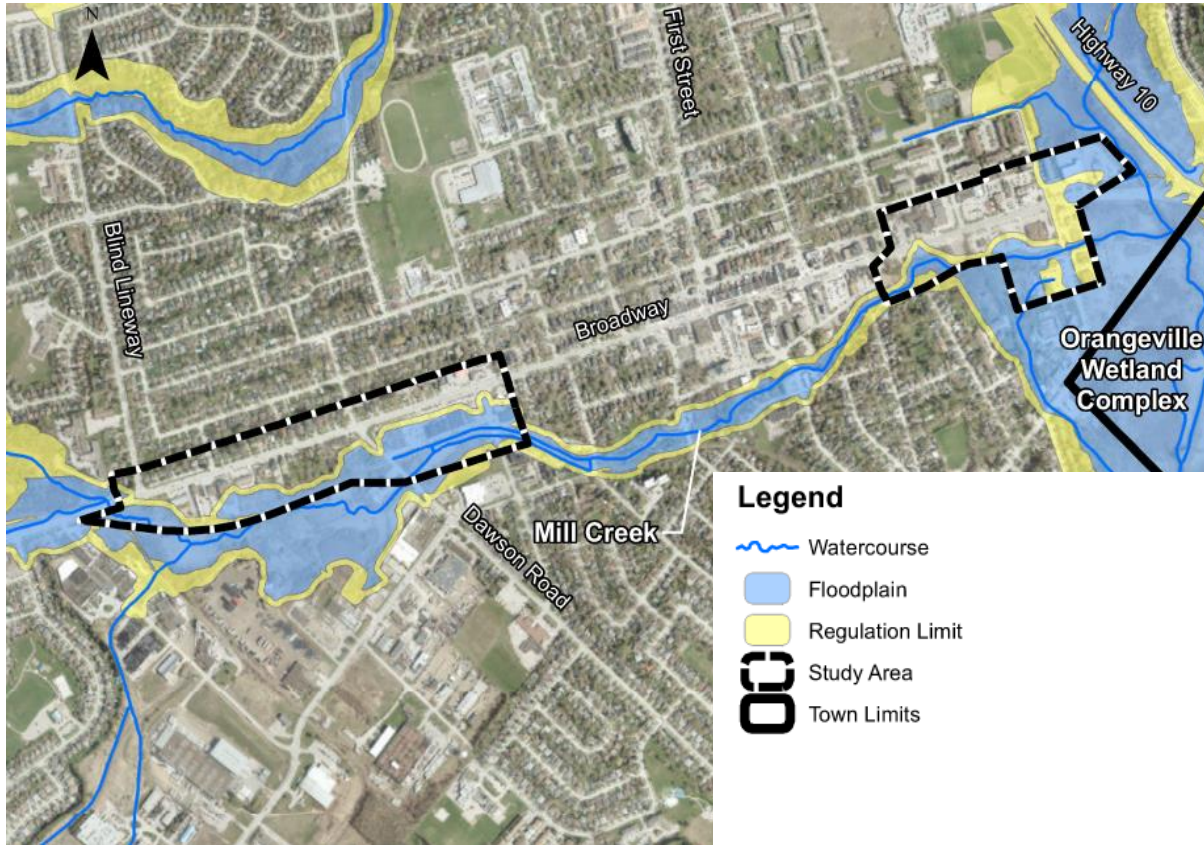 N
Highway 10
First Street
Blind Lineway
Broadway
Orangeville
Wetland
Complex
Mill Creek
Dawson Road
Legend
Watercourse
Floodplain
Regulation Limit
Study Area
Town Limits